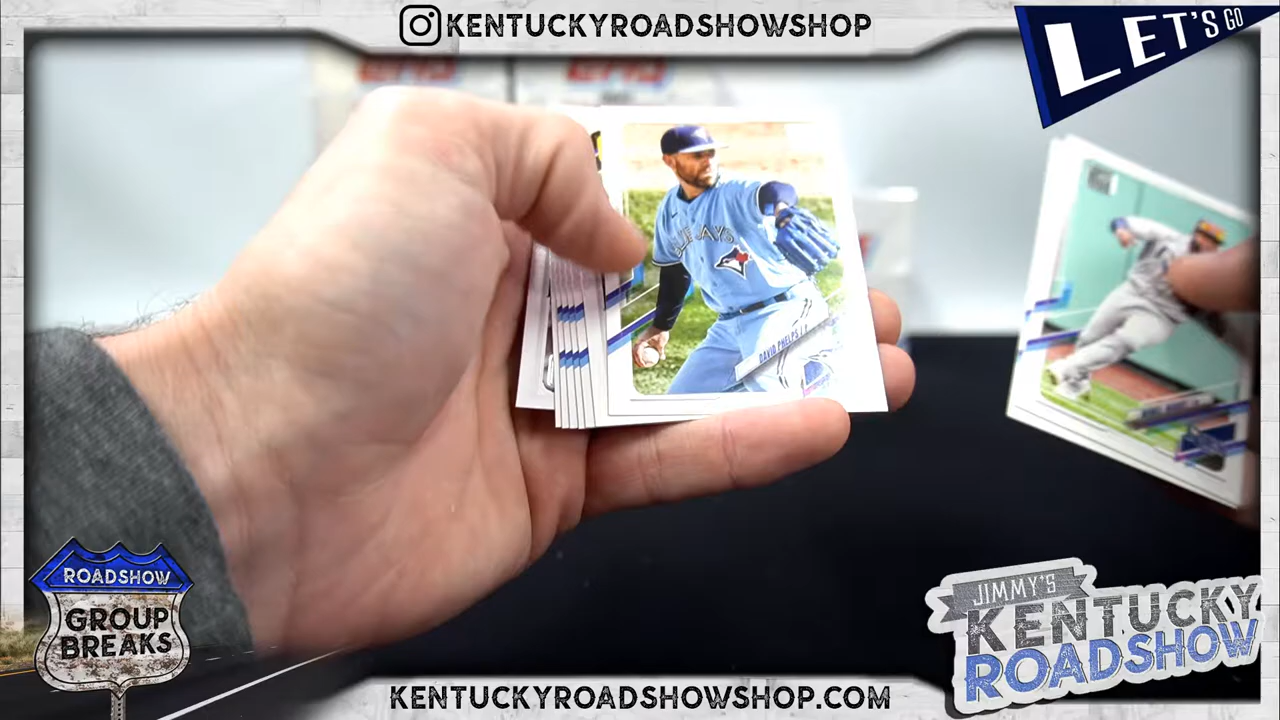 KENTUCKYROADSHOWSHOP
LET'S GO
BLUE JAYS
DAVID PHELPS
ROADSHOW
GROUP
BREAKS
JIMMY'S
KENTUCKY
ROADSHOW
KENTUCKYROADSHOWSHOP.COM